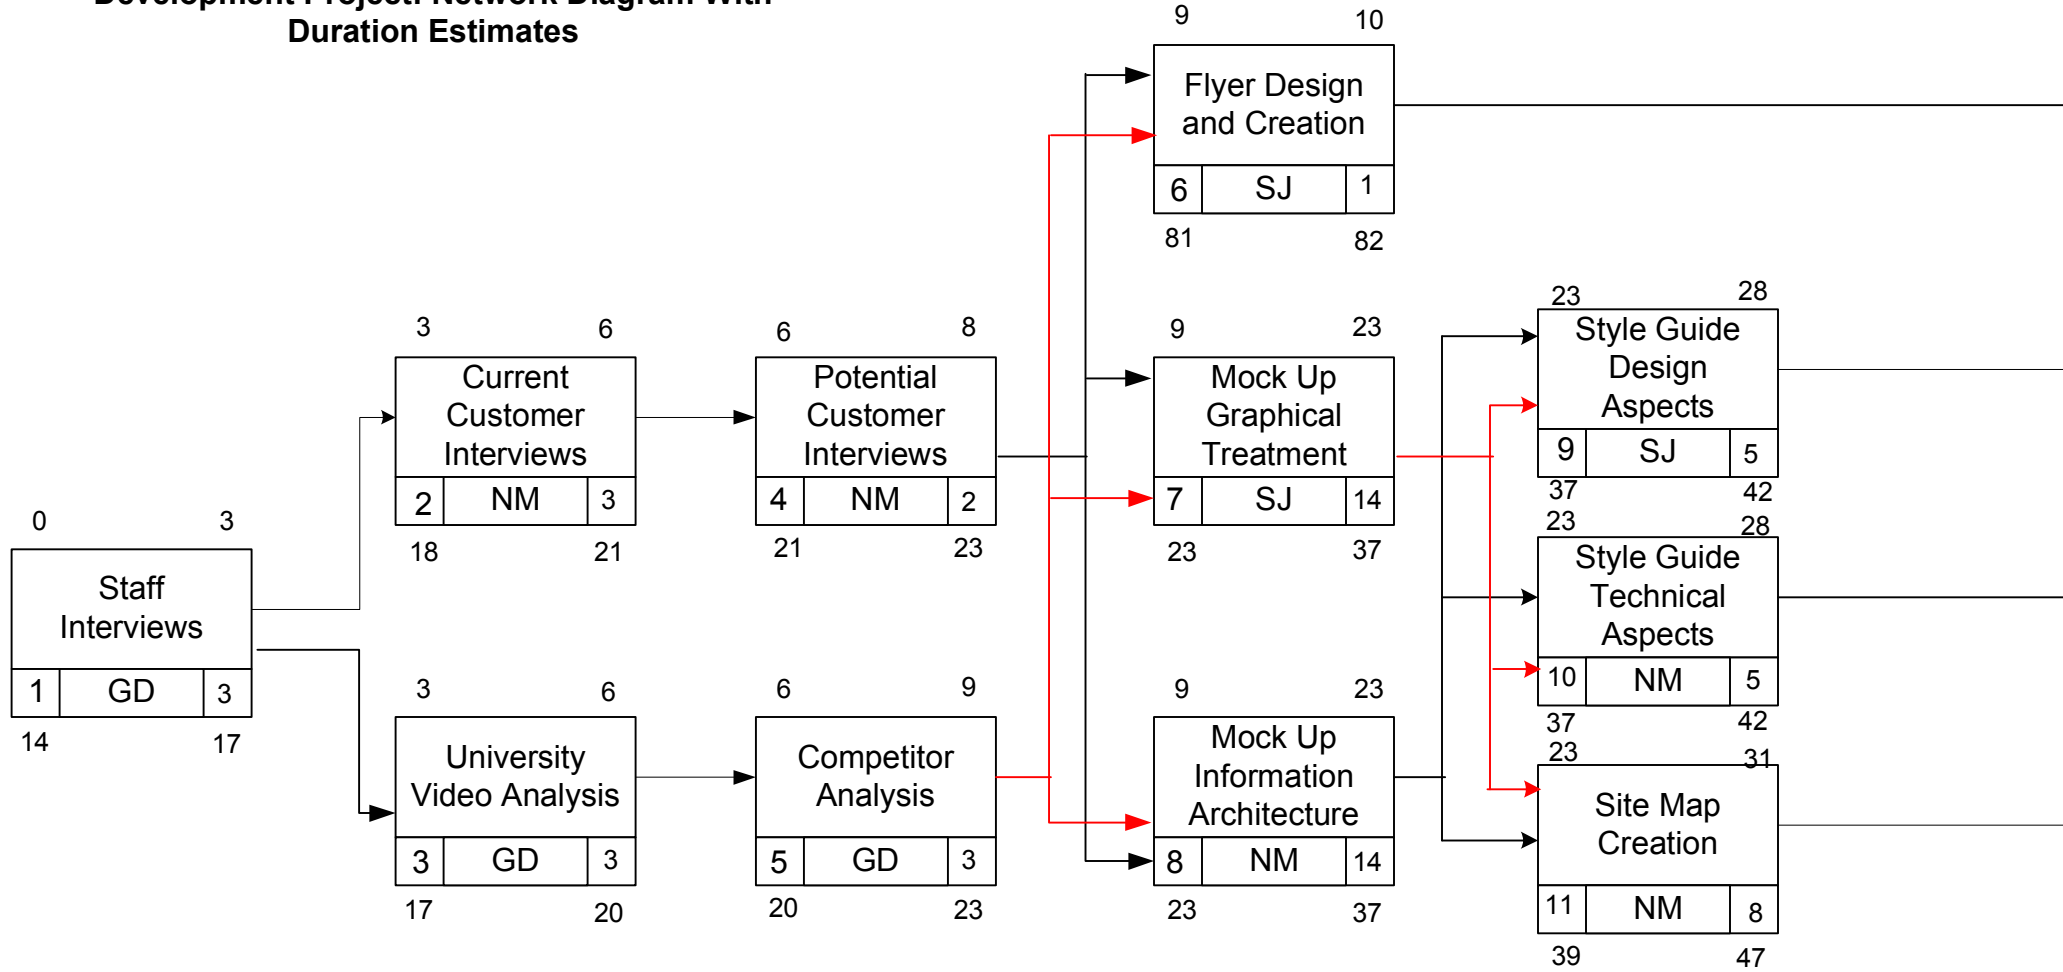 Development Project: Network Diagram With
Duration Estimates
9 10
Flyer Design
and Creation
6 SJ 1
81 82
0 3
Staff
Interviews
1 GD 3
14 17
3 6
Current
Customer
Interviews
2 NM 3
18 21
3 6
University
Video Analysis
3 GD 3
17 20
6 8
Potential
Customer
Interviews
4 NM 2
21 23
6 9
Competitor
Analysis
5 GD 3
20 23
9 23
Mock Up
Graphical
Treatment
7 SJ 14
23 37
9 23
Mock Up
Information
Architecture
8 NM 14
23 37
23 28
Style Guide
Design
Aspects
9 SJ 5
37 42
23 28
Style Guide
Technical
Aspects
10 NM 5
37 42
23 31
Site Map
Creation
11 NM 8
39 47